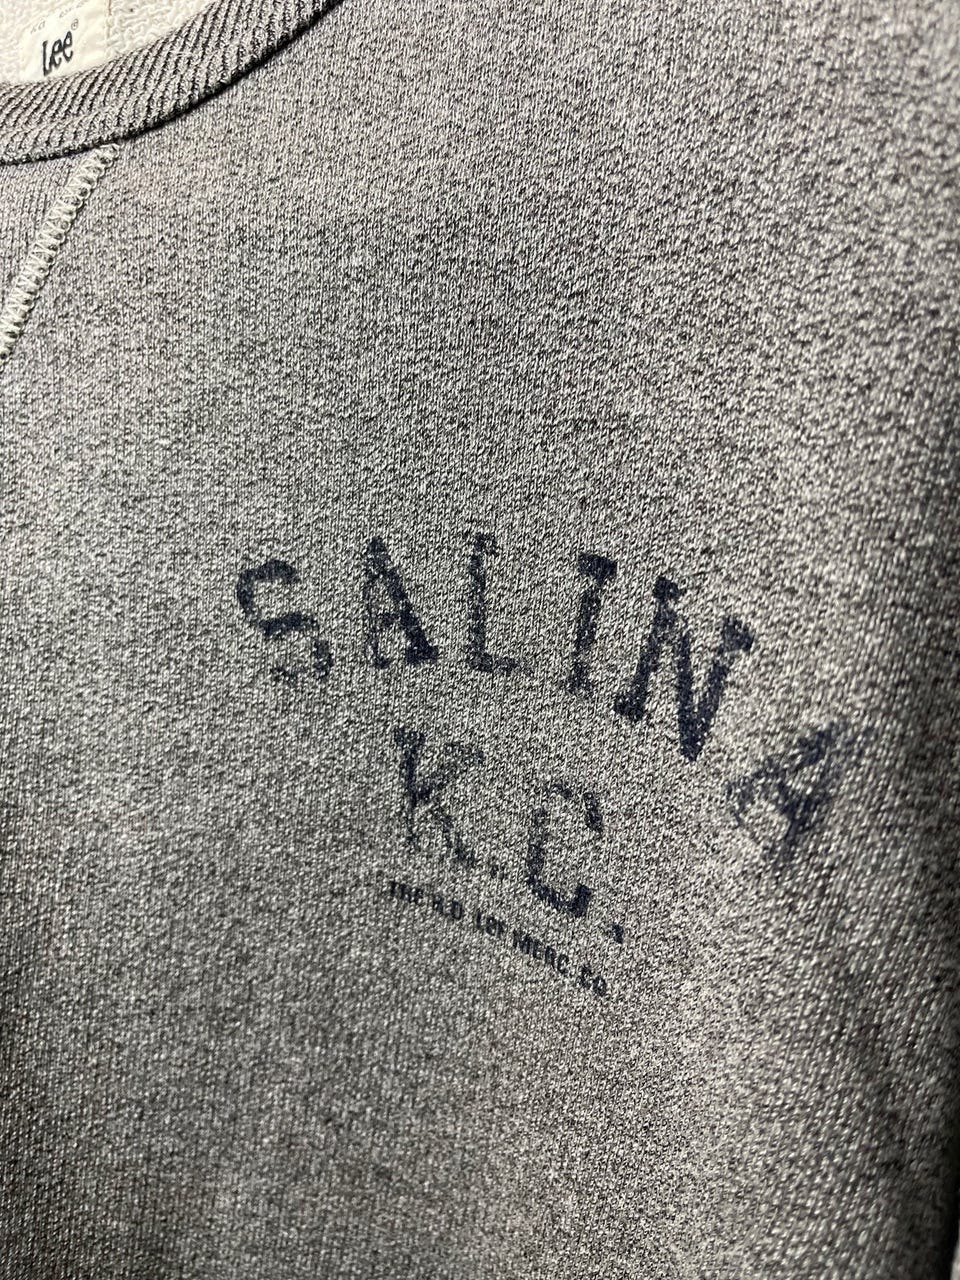 Lee®
SALINA
K.C.
THE H.D. Lee MERC. CO.